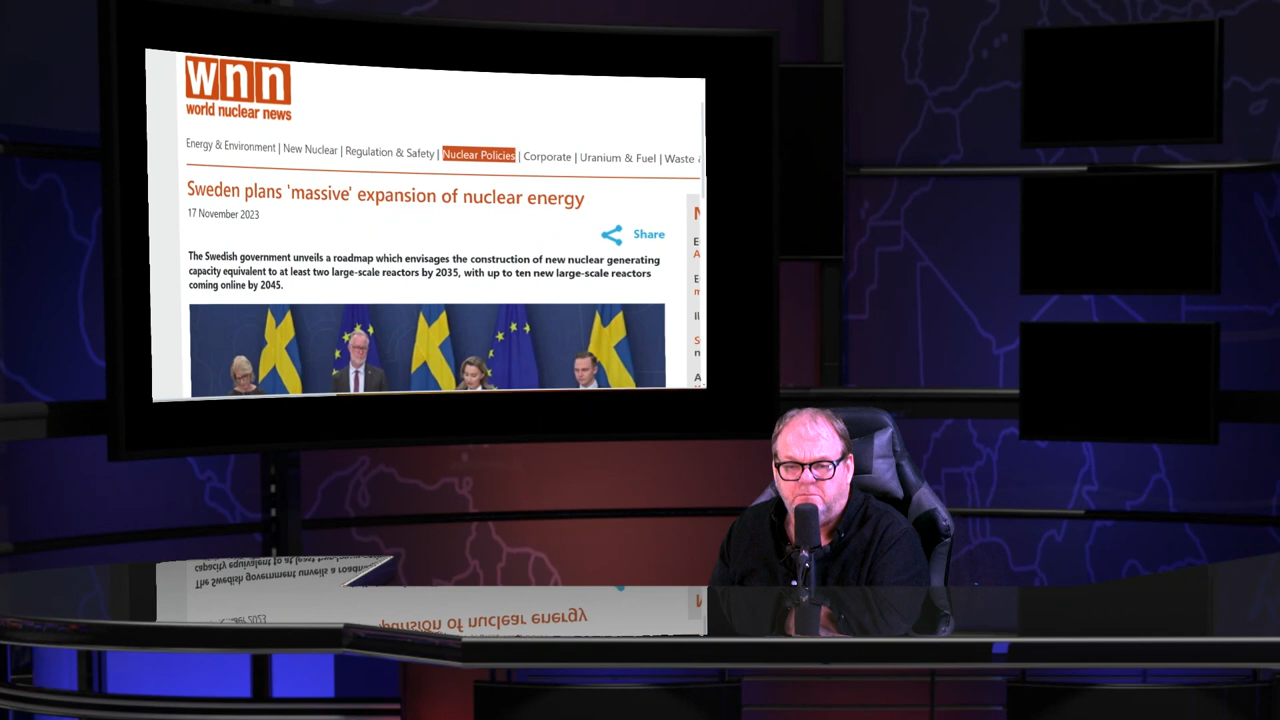 wnn
world nuclear news
Energy & Environment | New Nuclear | Regulation & Safety | Nuclear Policies | Corporate | Uranium & Fuel | Waste
Sweden plans 'massive' expansion of nuclear energy
17 November 2023
Share
The Swedish government unveils a roadmap which envisages the construction of new nuclear generating
capacity equivalent to at least two large-scale reactors by 2035, with up to ten new large-scale reactors
coming online by 2045.